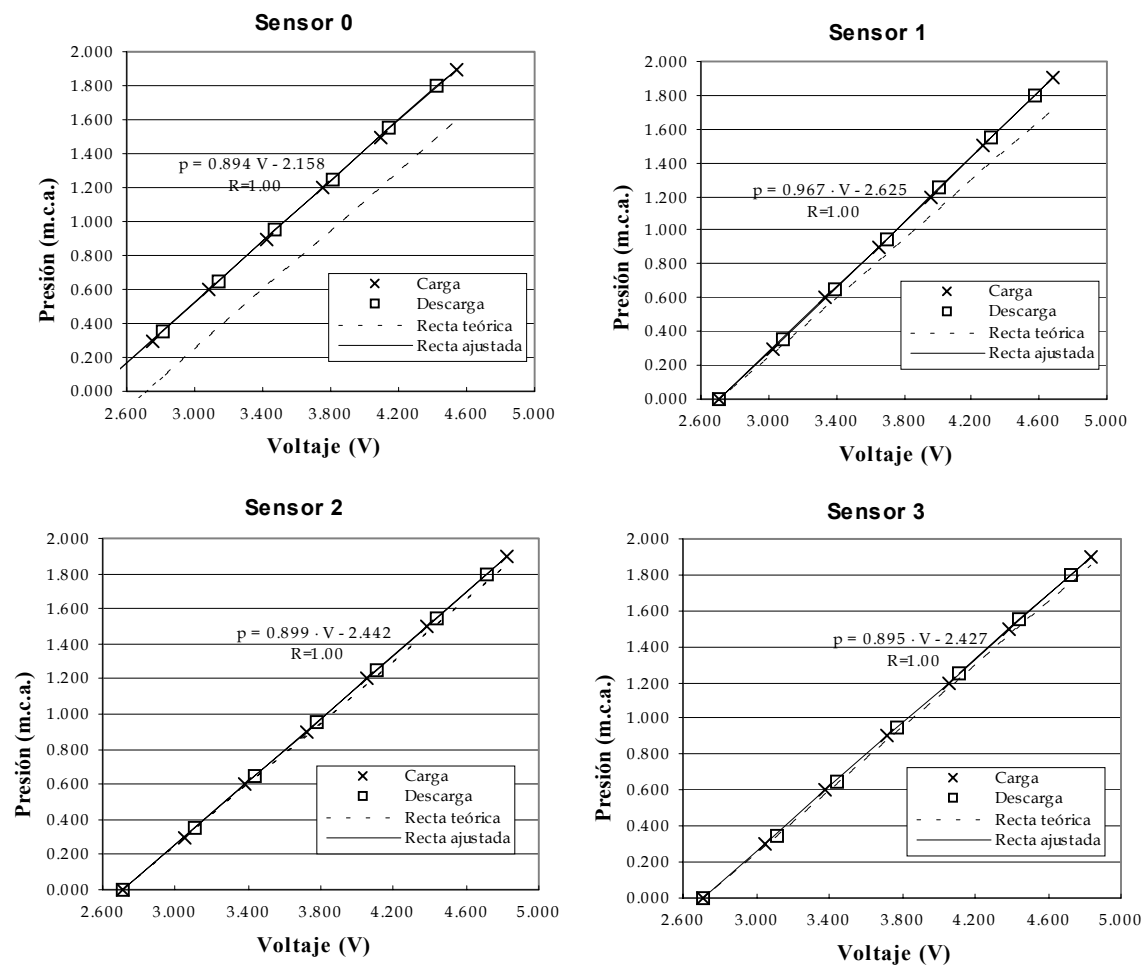 Sensor 0
2.000
1.800
1.600
1.400
1.200
1.000
0.800
0.600
0.400
0.200
0.000
Presión (m.c.a.)
p = 0.894 V - 2.158
R=1.00
Carga
Descarga
Recta teórica
Recta ajustada
2.600 3.000 3.400 3.800 4.200 4.600 5.000
Voltaje (V)
Sensor 1
2.000
1.800
1.600
1.400
1.200
1.000
0.800
0.600
0.400
0.200
0.000
Presión (m.c.a.)
p = 0.967 · V - 2.625
R=1.00
Carga
Descarga
Recta teórica
Recta ajustada
2.600 3.000 3.400 3.800 4.200 4.600 5.000
Voltaje (V)
Sensor 2
2.000
1.800
1.600
1.400
1.200
1.000
0.800
0.600
0.400
0.200
0.000
Presión (m.c.a.)
p = 0.899 · V - 2.442
R=1.00
Carga
Descarga
Recta teórica
Recta ajustada
2.600 3.000 3.400 3.800 4.200 4.600 5.000
Voltaje (V)
Sensor 3
2.000
1.800
1.600
1.400
1.200
1.000
0.800
0.600
0.400
0.200
0.000
Presión (m.c.a.)
p = 0.895 · V - 2.427
R=1.00
Carga
Descarga
Recta teórica
Recta ajustada
2.600 3.000 3.400 3.800 4.200 4.600 5.000
Voltaje (V)